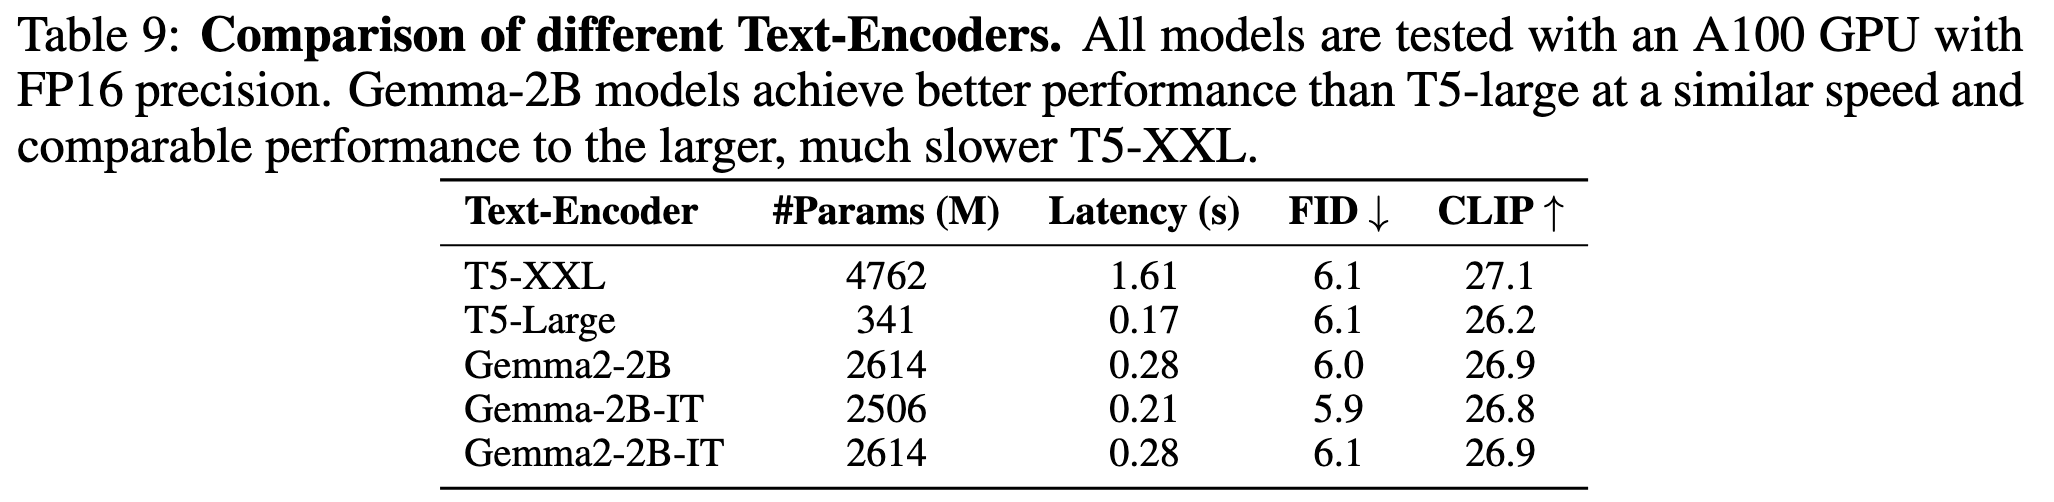 Table 9: Comparison of different Text-Encoders. All models are tested with an A100 GPU with
FP16 precision. Gemma-2B models achieve better performance than T5-large at a similar speed and
comparable performance to the larger, much slower T5-XXL.
Text-Encoder #Params (M) Latency (s) FID ↓ CLIP ↑
T5-XXL 4762 1.61 6.1 27.1
T5-Large 341 0.17 6.1 26.2
Gemma2-2B 2614 0.28 6.0 26.9
Gemma-2B-IT 2506 0.21 5.9 26.8
Gemma2-2B-IT 2614 0.28 6.1 26.9